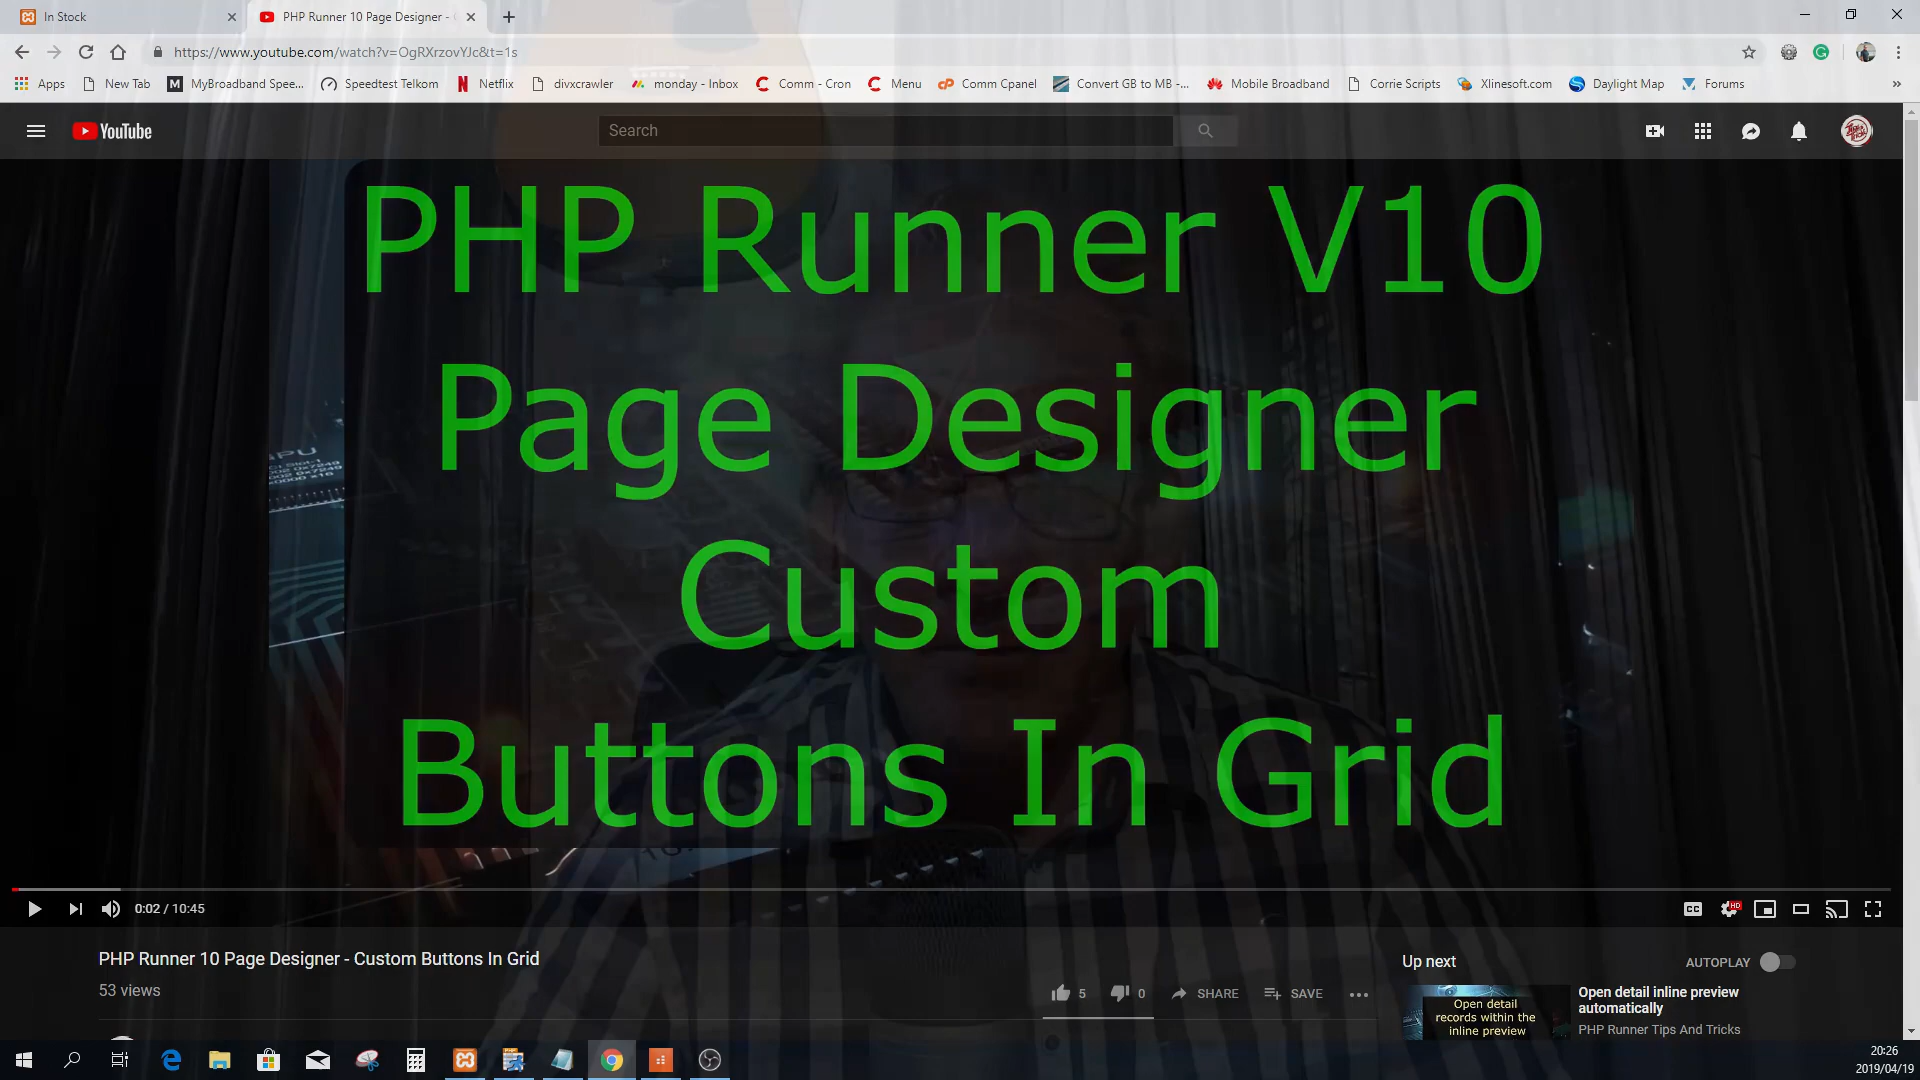 In Stock
PHP Runner 10 Page Designer -
https://www.youtube.com/watch?v=OgRXrzovYJc&t=1s
Apps New Tab MyBroadband Spee... Speedtest Telkom Netflix divxcrawler monday - Inbox Comm - Cron Menu Comm Cpanel Convert GB to MB -... Mobile Broadband Corrie Scripts Xlinesoft.com Daylight Map Forums »
YouTube
Search
PHP Runner V10
Page Designer
Custom
Buttons In Grid
0:02 / 10:45
CC
HD
PHP Runner 10 Page Designer - Custom Buttons In Grid
53 views
5 0 SHARE SAVE
Up next
AUTOPLAY
Open detail
records within the
inline preview
Open detail inline preview
automatically
PHP Runner Tips And Tricks
20:26
2019/04/19